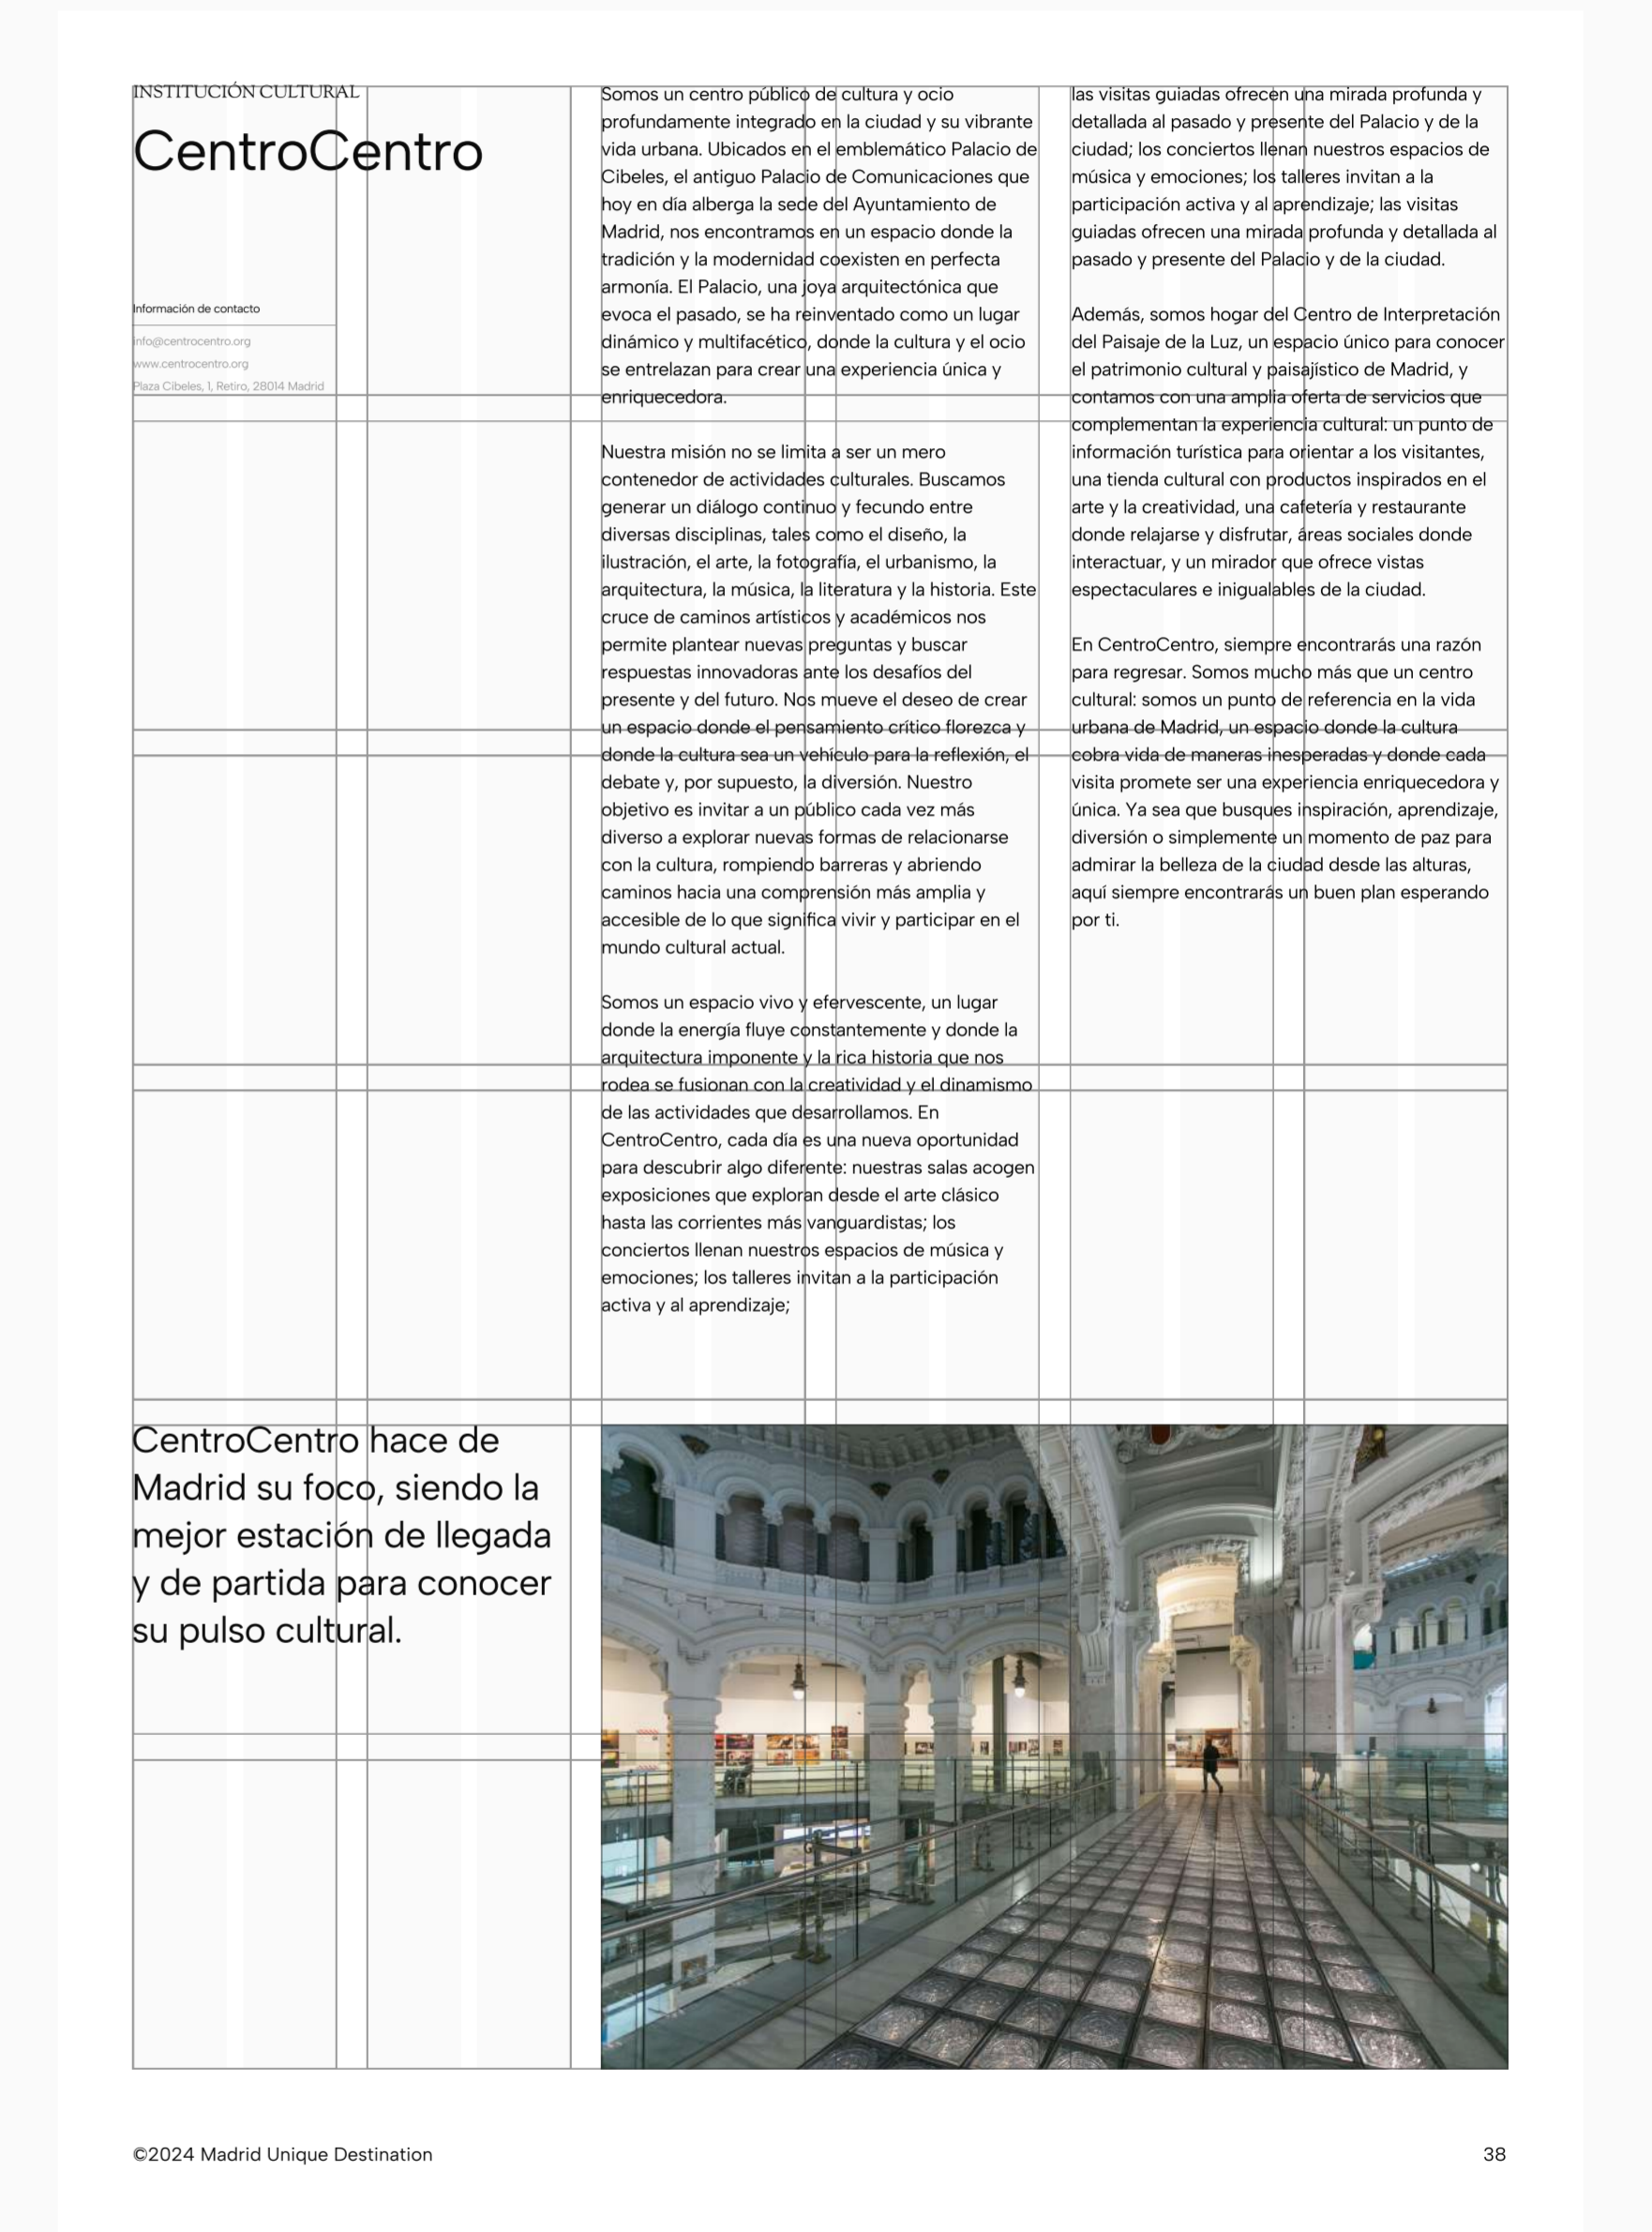 INSTITUCIÓN CULTURAL
CentroCentro
Información de contacto
info@centrocentro.org
www.centrocentro.org
Plaza Cibeles, 1, Retiro, 28014 Madrid
Somos un centro público de cultura y ocio
profundamente integrado en la ciudad y su vibrante
vida urbana. Ubicados en el emblemático Palacio de
Cibeles, el antiguo Palacio de Comunicaciones que
hoy en día alberga la sede del Ayuntamiento de
Madrid, nos encontramos en un espacio donde la
tradición y la modernidad coexisten en perfecta
armonía. El Palacio, una joya arquitectónica que
evoca el pasado, se ha reinventado como un lugar
dinámico y multifacético, donde la cultura y el ocio
se entrelazan para crear una experiencia única y
enriquecedora.
Nuestra misión no se limita a ser un mero
contenedor de actividades culturales. Buscamos
generar un diálogo continuo y fecundo entre
diversas disciplinas, tales como el diseño, la
ilustración, el arte, la fotografía, el urbanismo, la
arquitectura, la música, la literatura y la historia. Este
cruce de caminos artísticos y académicos nos
permite plantear nuevas preguntas y buscar
respuestas innovadoras ante los desafíos del
presente y del futuro. Nos mueve el deseo de crear
un espacio donde el pensamiento crítico florezca y
donde la cultura sea un vehículo para la reflexión, el
debate y, por supuesto, la diversión. Nuestro
objetivo es invitar a un público cada vez más
diverso a explorar nuevas formas de relacionarse
con la cultura, rompiendo barreras y abriendo
caminos hacia una comprensión más amplia y
accesible de lo que significa vivir y participar en el
mundo cultural actual.
Somos un espacio vivo y efervescente, un lugar
donde la energía fluye constantemente y donde la
arquitectura imponente y la rica historia que nos
rodea se fusionan con la creatividad y el dinamismo
de las actividades que desarrollamos. En
CentroCentro, cada día es una nueva oportunidad
para descubrir algo diferente: nuestras salas acogen
exposiciones que exploran desde el arte clásico
hasta las corrientes más vanguardistas; los
conciertos llenan nuestros espacios de música y
emociones; los talleres invitan a la participación
activa y al aprendizaje;
las visitas guiadas ofrecen una mirada profunda y
detallada al pasado y presente del Palacio y de la
ciudad; los conciertos llenan nuestros espacios de
música y emociones; los talleres invitan a la
participación activa y al aprendizaje; las visitas
guiadas ofrecen una mirada profunda y detallada al
pasado y presente del Palacio y de la ciudad.
Además, somos hogar del Centro de Interpretación
del Paisaje de la Luz, un espacio único para conocer
el patrimonio cultural y paisajístico de Madrid, y
contamos con una amplia oferta de servicios que
complementan la experiencia cultural: un punto de
información turística para orientar a los visitantes,
una tienda cultural con productos inspirados en el
arte y la creatividad, una cafetería y restaurante
donde relajarse y disfrutar, áreas sociales donde
interactuar, y un mirador que ofrece vistas
espectaculares e inigualables de la ciudad.
En CentroCentro, siempre encontrarás una razón
para regresar. Somos mucho más que un centro
cultural: somos un punto de referencia en la vida
urbana de Madrid, un espacio donde la cultura
cobra vida de maneras inesperadas y donde cada
visita promete ser una experiencia enriquecedora y
única. Ya sea que busques inspiración, aprendizaje,
diversión o simplemente un momento de paz para
admirar la belleza de la ciudad desde las alturas,
aquí siempre encontrarás un buen plan esperando
por ti.
CentroCentro hace de
Madrid su foco, siendo la
mejor estación de llegada
y de partida para conocer
su pulso cultural.
©2024 Madrid Unique Destination
38